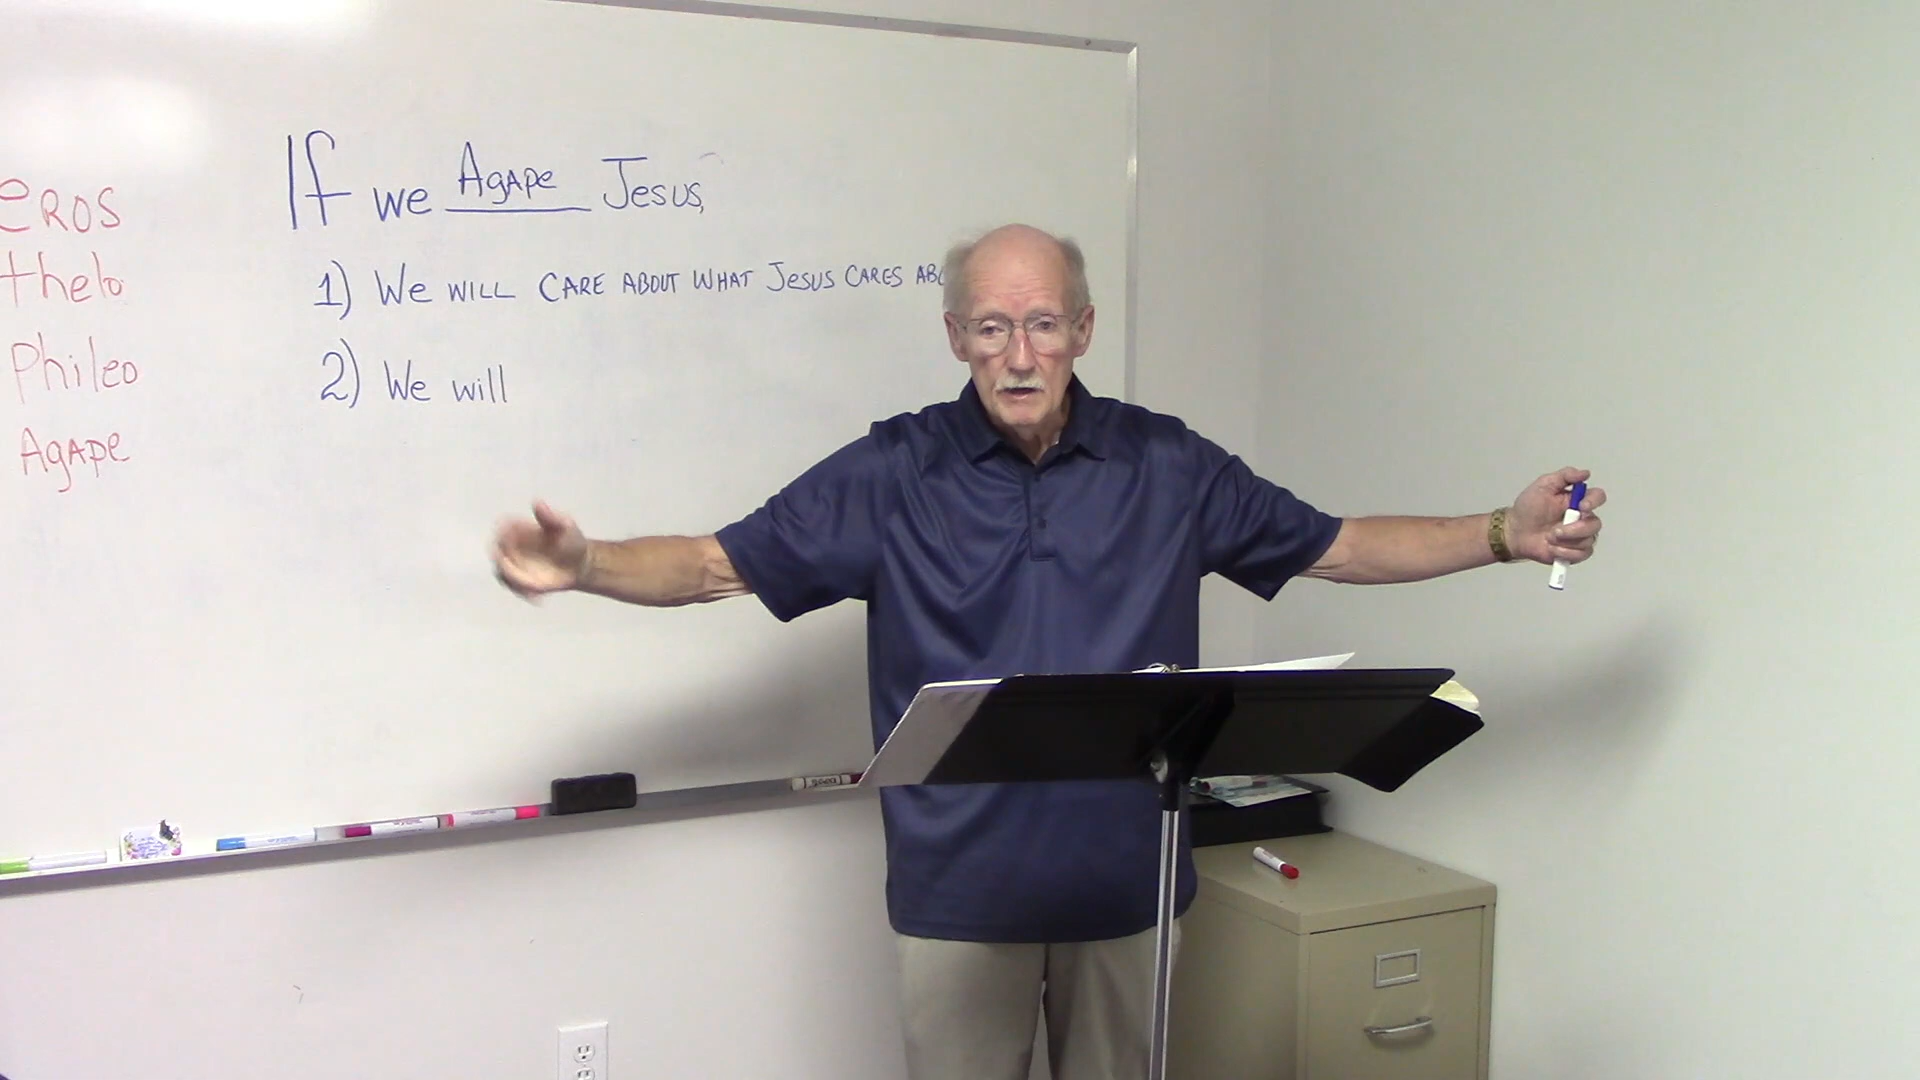 eros
thelo
Phileo
Agape
If we Agape Jesus,
1) We will care about what Jesus cares abo
2) We will